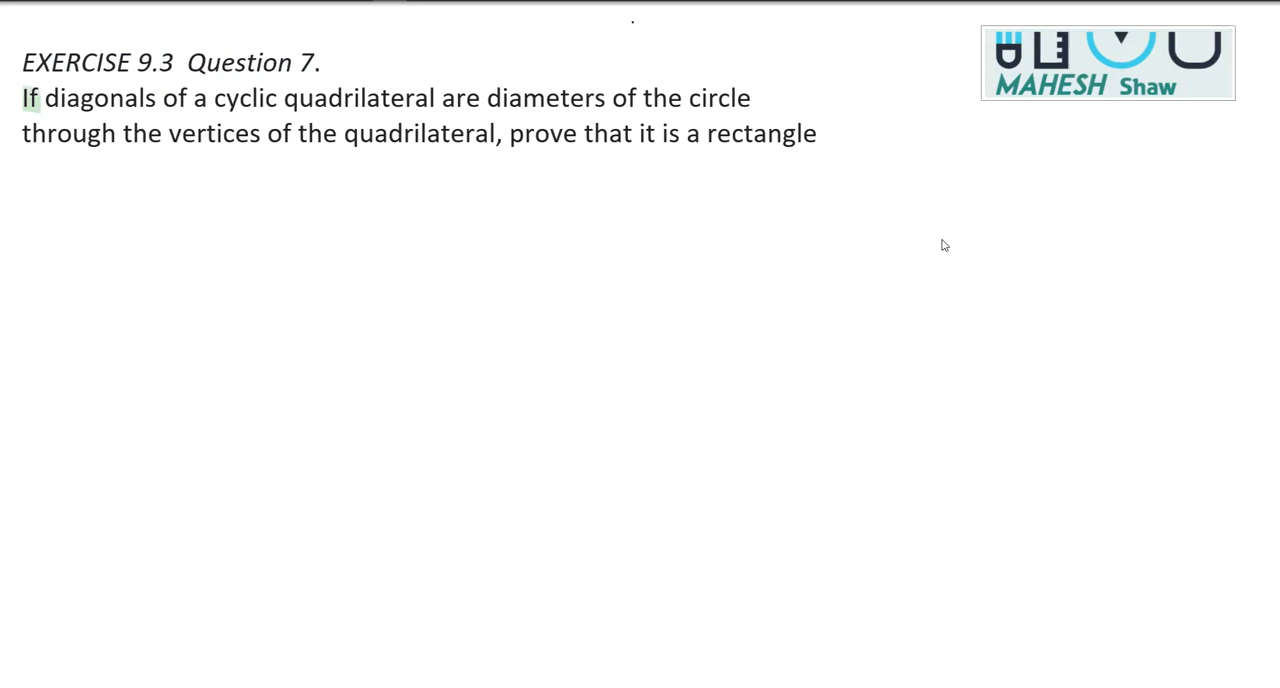 EXERCISE 9.3 Question 7.
If diagonals of a cyclic quadrilateral are diameters of the circle
through the vertices of the quadrilateral, prove that it is a rectangle
MAHESH Shaw